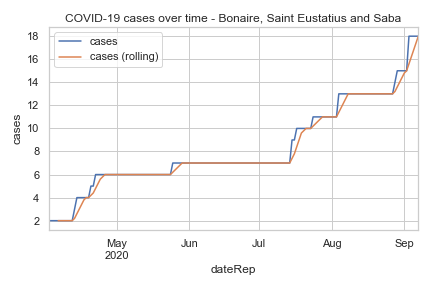 COVID-19 cases over time - Bonaire, Saint Eustatius and Saba
cases
cases (rolling)
18
16
14
12
10
8
6
4
2
cases
May
2020
Jun
Jul
Aug
Sep
dateRep